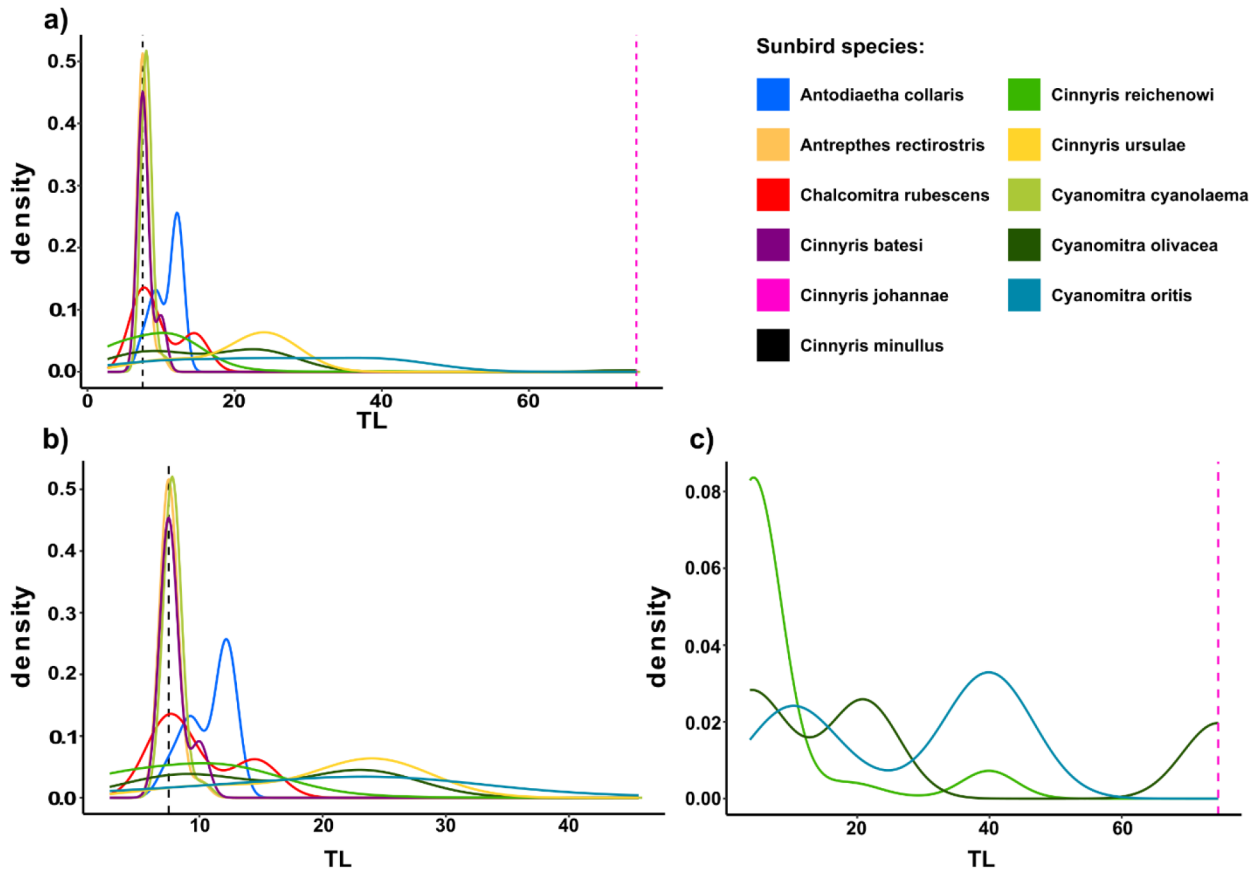 a)
0.5
0.4
0.3
0.2
0.1
0.0
density
0 20 40 60
TL
Sunbird species:
Antodiaetha collaris
Antrepthes rectirostris
Chalcomitra rubescens
Cinnyris batesi
Cinnyris johannae
Cinnyris minullus
Cinnyris reichenowi
Cinnyris ursulae
Cyanomitra cyanolaema
Cyanomitra olivacea
Cyanomitra oritis
b)
0.5
0.4
0.3
0.2
0.1
0.0
density
10 20 30 40
TL
c)
0.08
0.06
0.04
0.02
0.00
density
20 40 60
TL